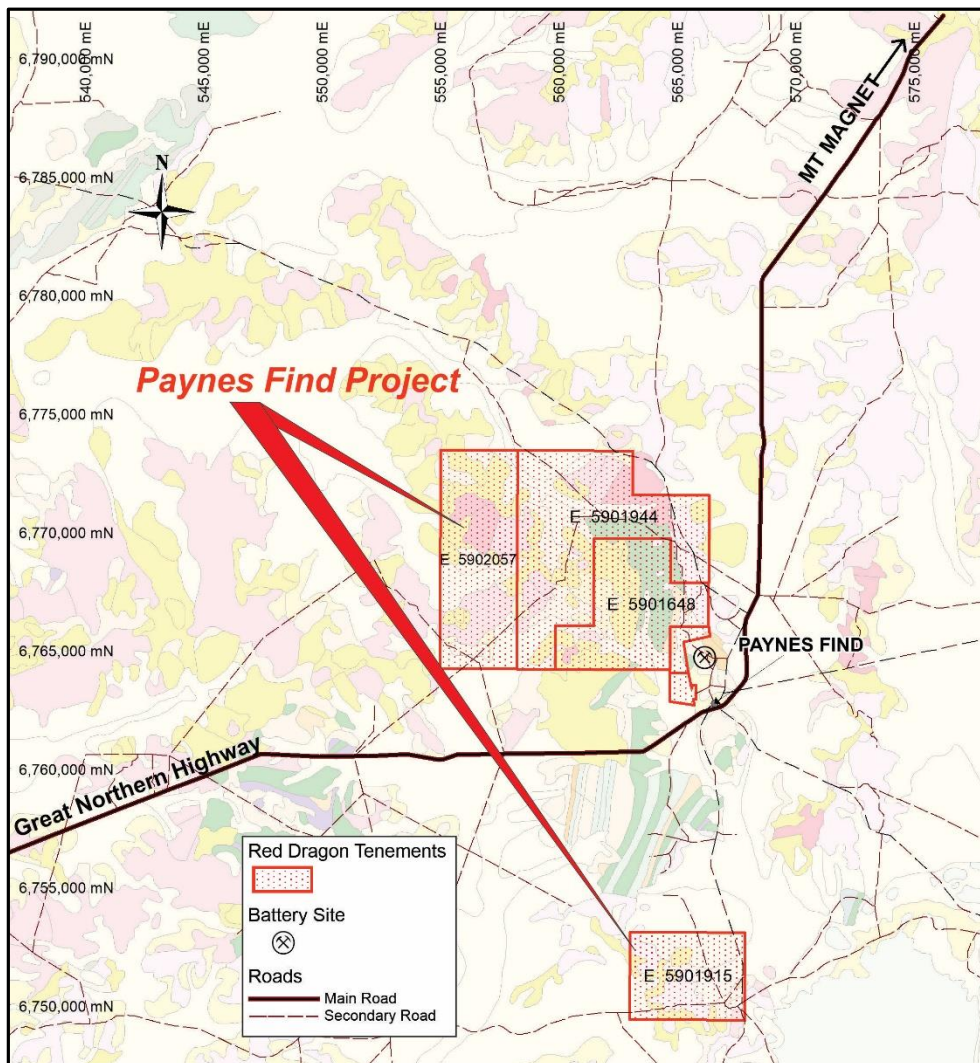 540,000 mE
545,000 mE
550,000 mE
555,000 mE
560,000 mE
565,000 mE
570,000 mE
575,000 mE
6,790,000 mN
MT MAGNET
N
6,785,000 mN
6,780,000 mN
Paynes Find Project
6,775,000 mN
6,770,000 mN
E 5901944
E 5902057
E 5901648
6,765,000 mN
PAYNES FIND
6,760,000 mN
Great Northern Highway
Red Dragon Tenements
6,755,000 mN
Battery Site
Roads
Main Road
Secondary Road
E 5901915
6,750,000 mN